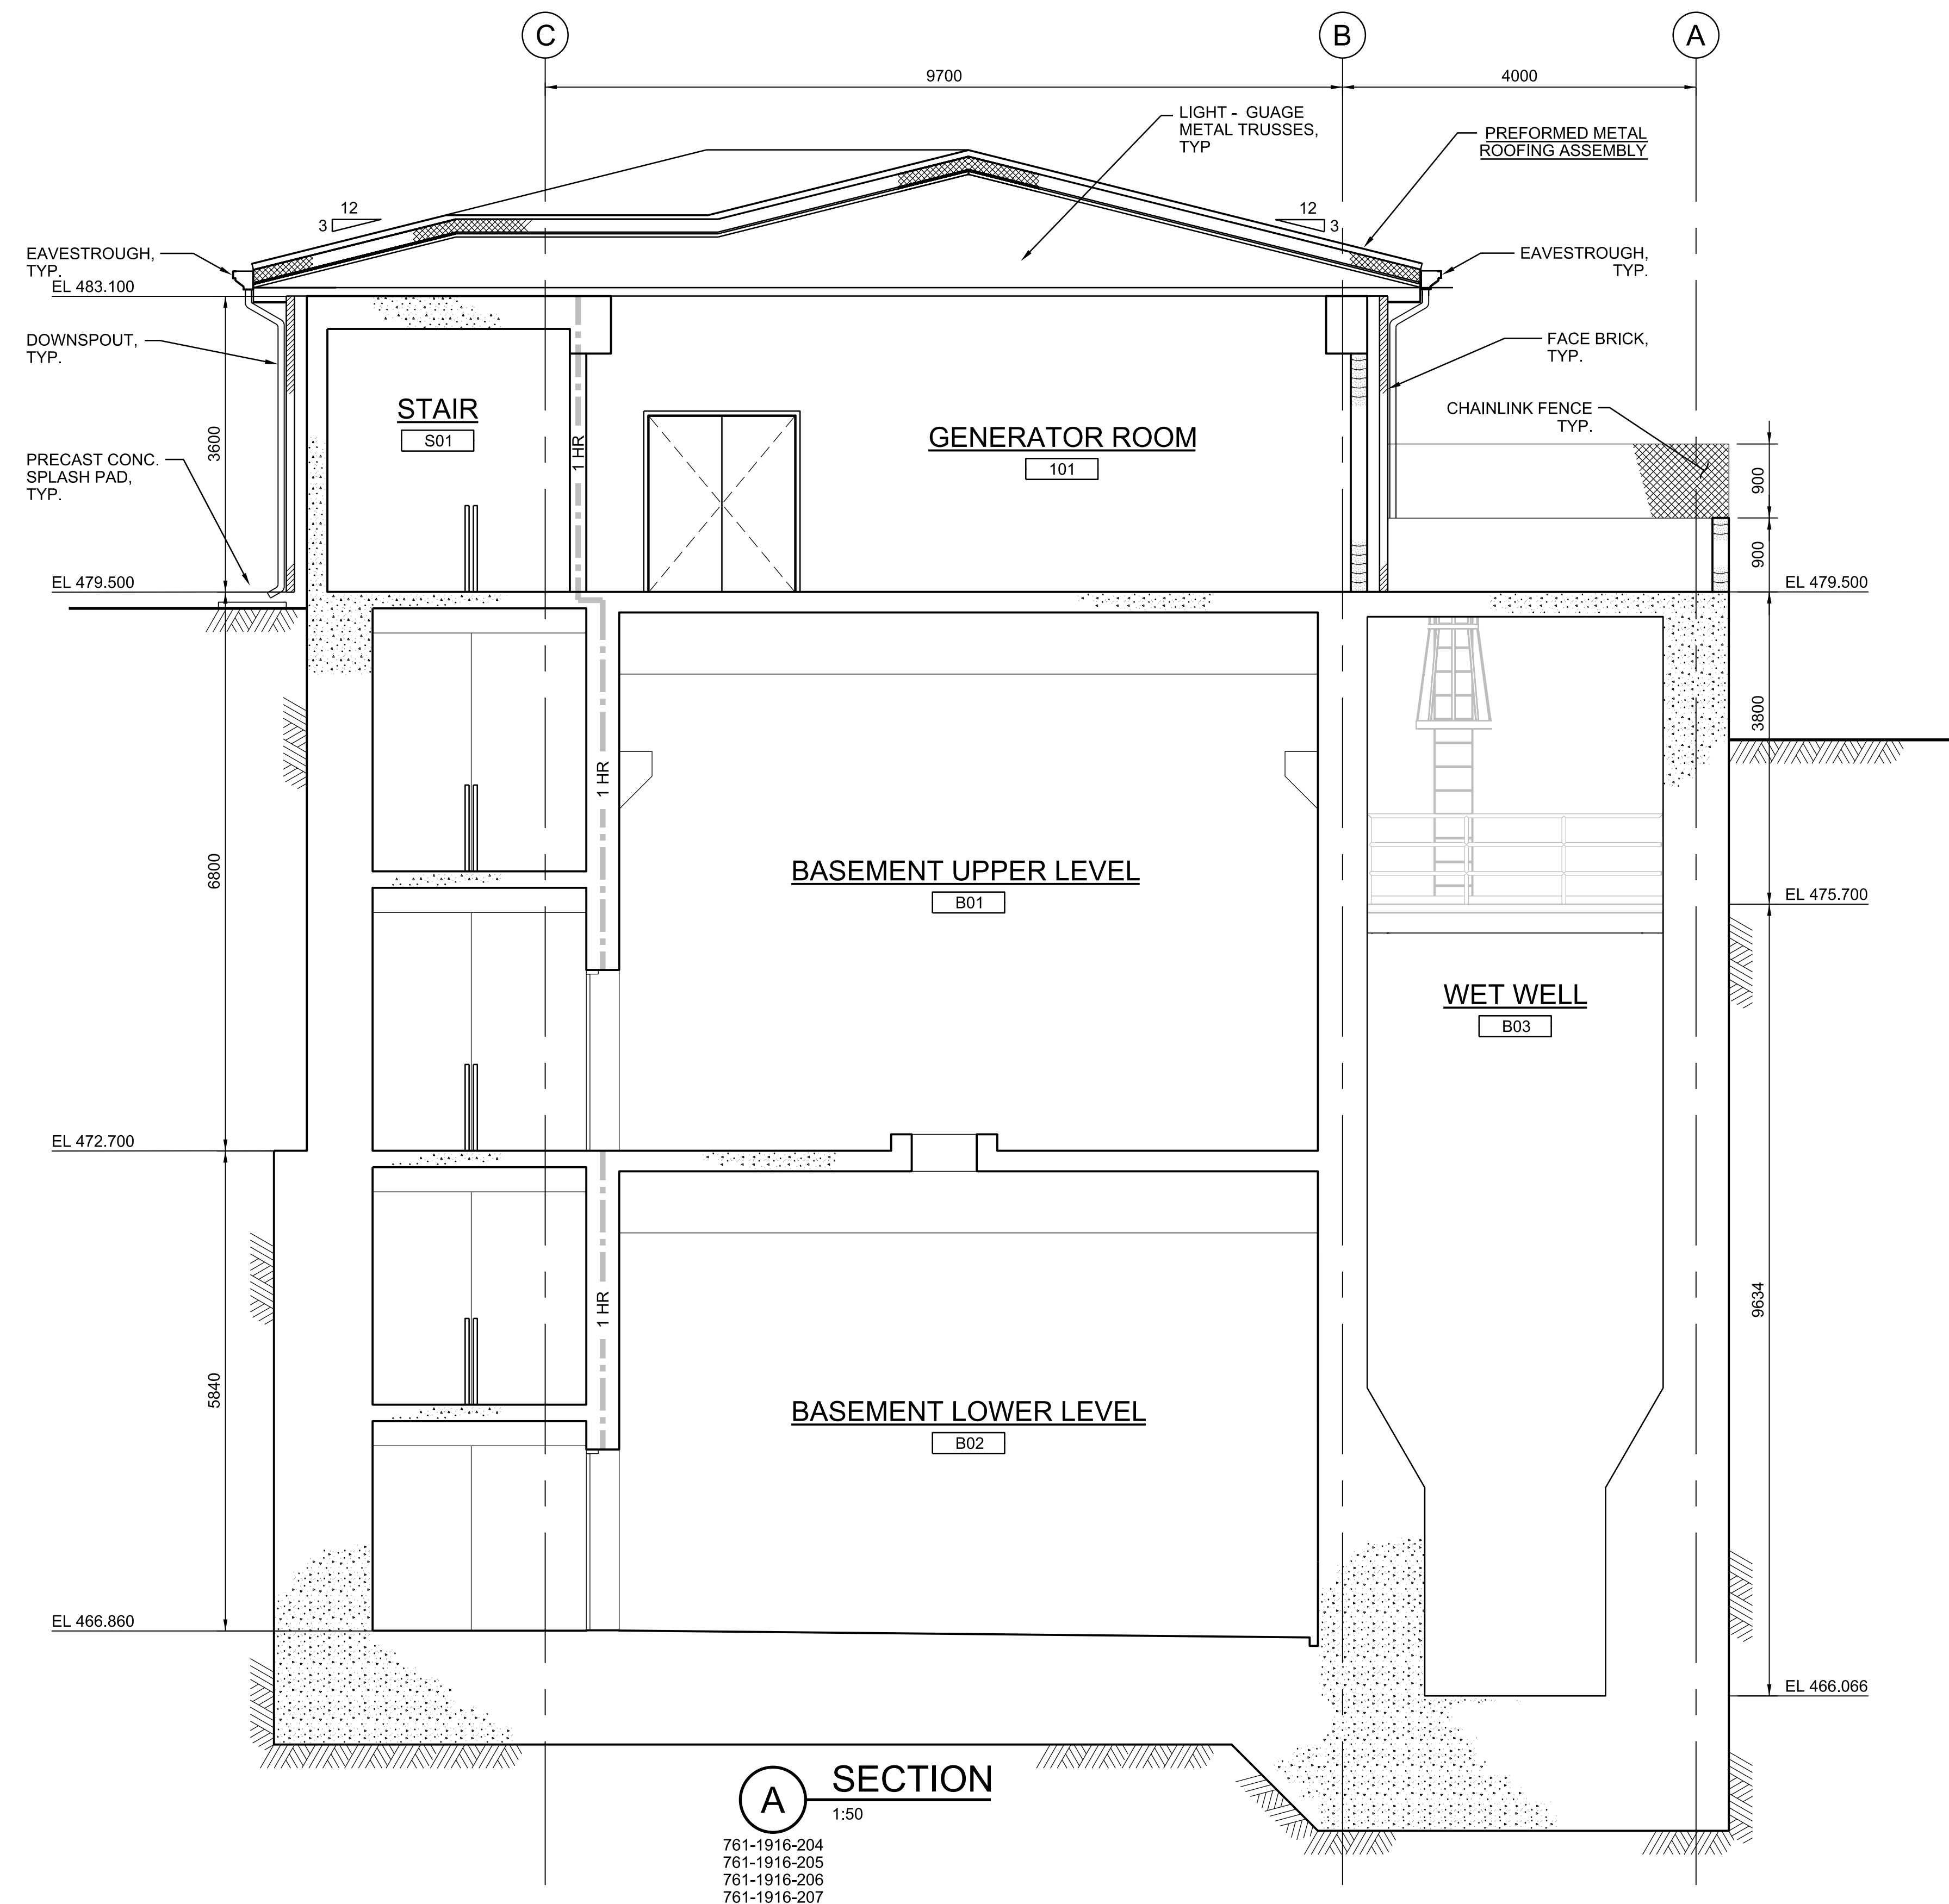 C
B
A
9700
4000
LIGHT - GUAGE
METAL TRUSSES,
TYP
PREFORMED METAL
ROOFING ASSEMBLY
12
3
12
3
EAVESTROUGH,
TYP.
EL 483.100
EAVESTROUGH,
TYP.
DOWNSPOUT,
TYP.
FACE BRICK,
TYP.
STAIR
S01
3600
1 HR
GENERATOR ROOM
101
CHAINLINK FENCE
TYP.
PRECAST CONC.
SPLASH PAD,
TYP.
900
900
EL 479.500
EL 479.500
3800
1 HR
6800
BASEMENT UPPER LEVEL
B01
EL 475.700
WET WELL
B03
EL 472.700
1 HR
9634
5840
BASEMENT LOWER LEVEL
B02
EL 466.860
EL 466.066
A
SECTION
1:50
761-1916-204
761-1916-205
761-1916-206
761-1916-207